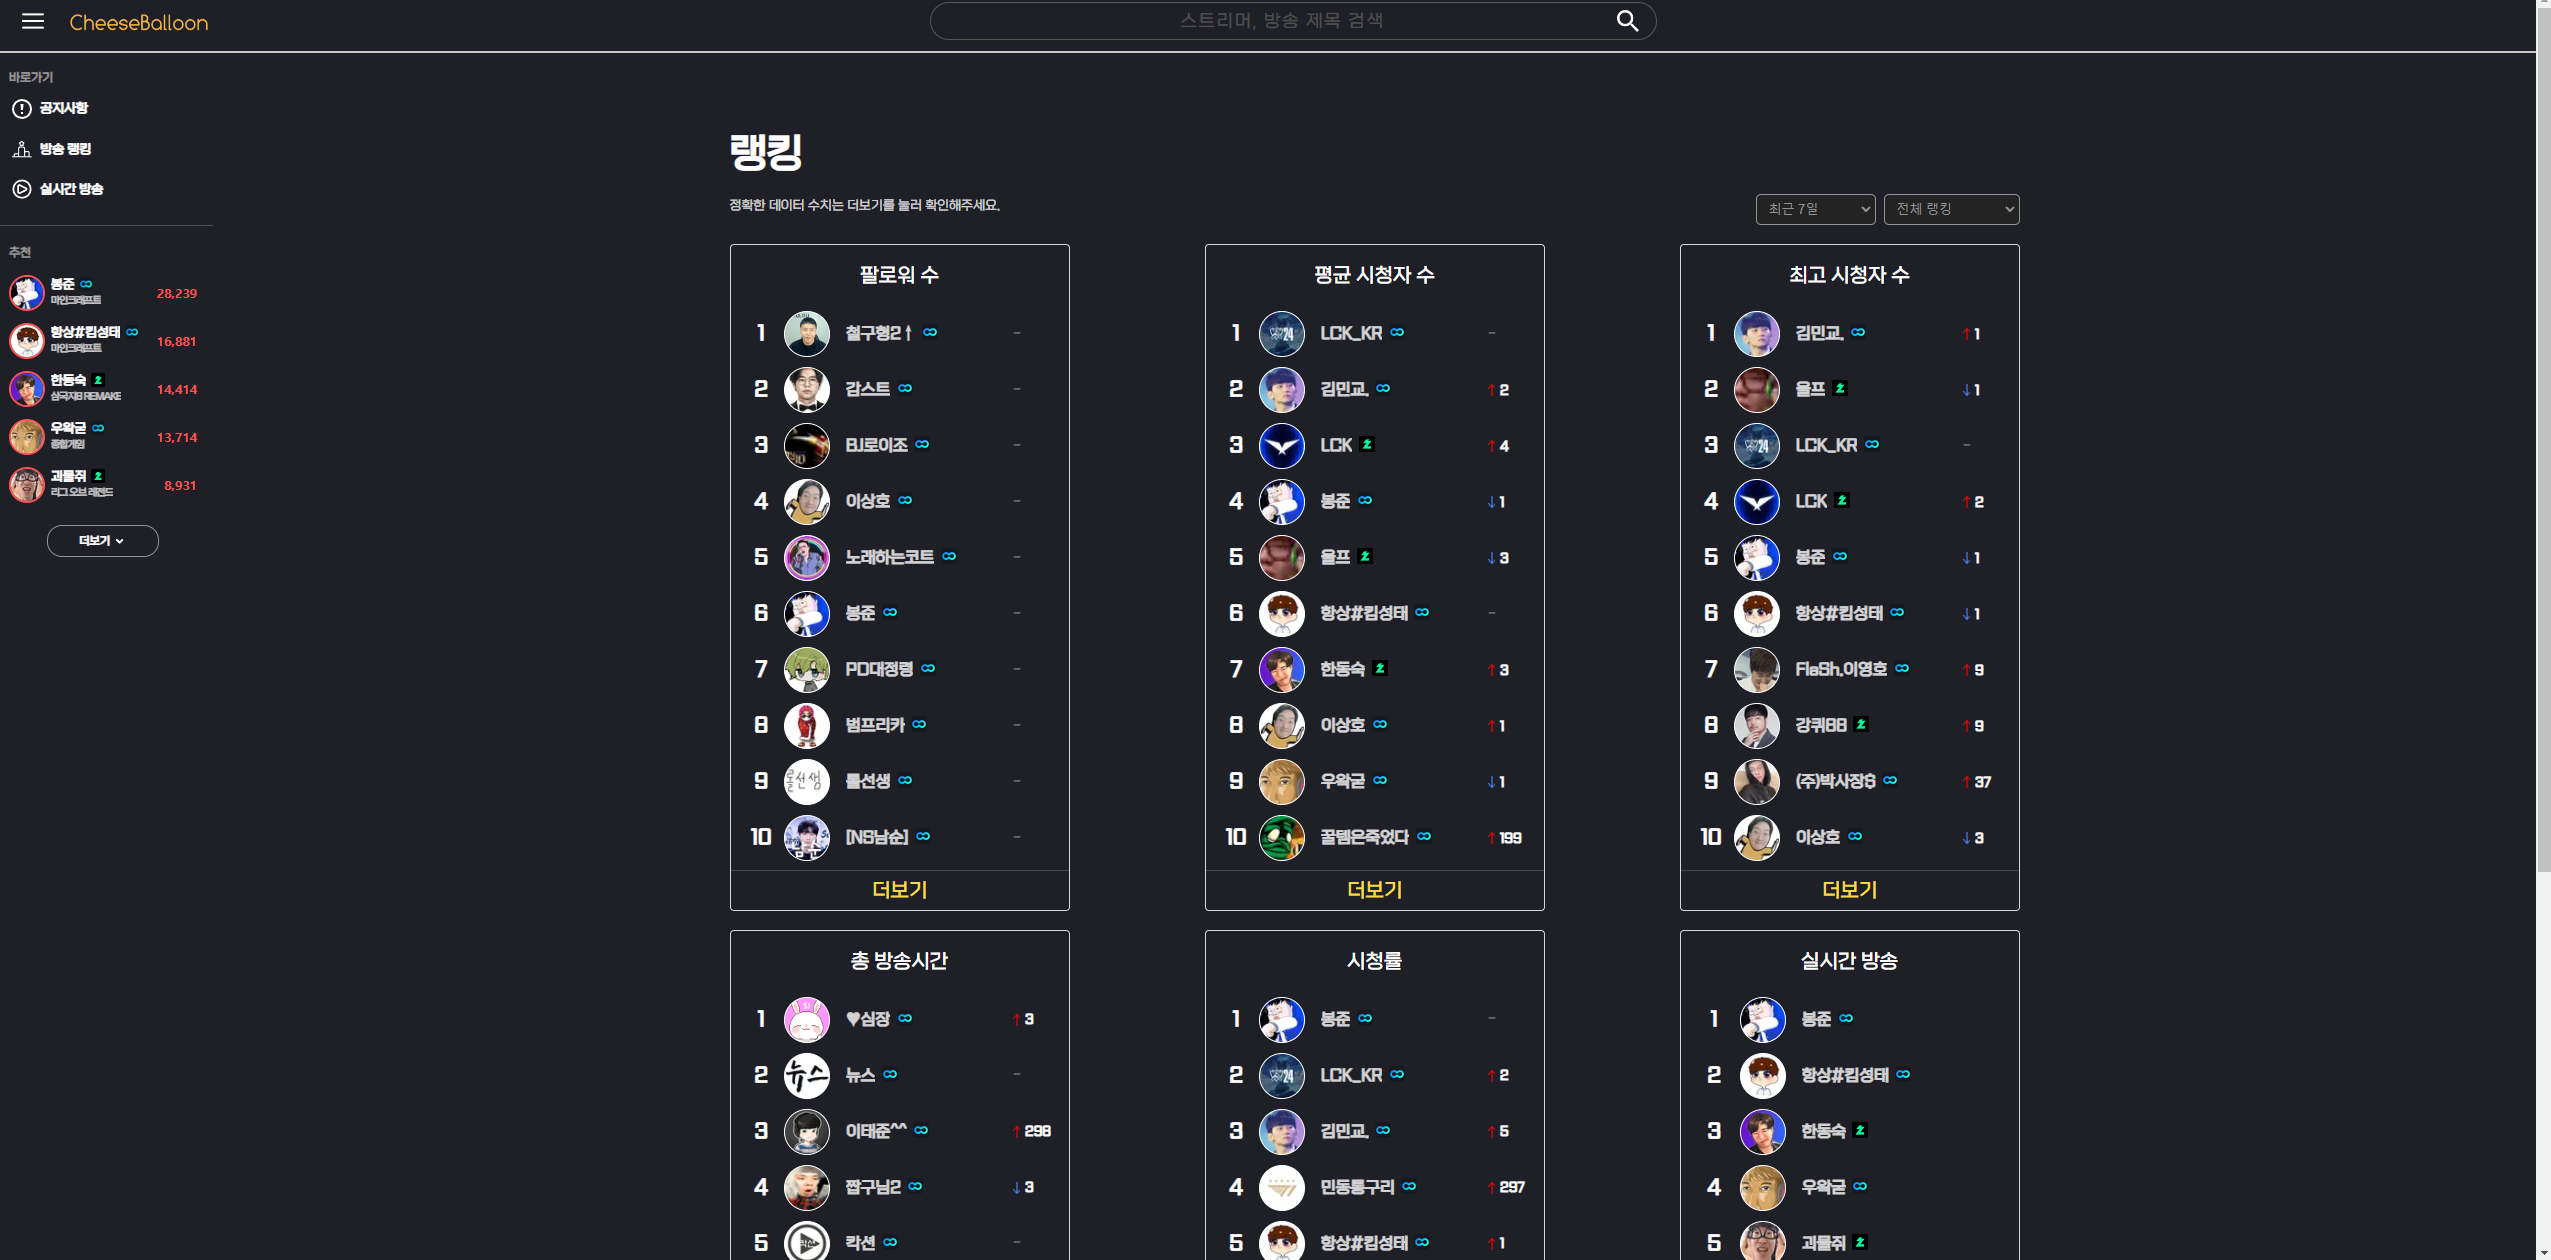 CheeseBalloon
스트리머, 방송 제목 검색
바로가기
공지사항
방송 랭킹
실시간 방송
추천
봉준
마인크래프트
28,239
항상#킴성태
마인크래프트
16,881
한동숙
삼국지8 REMAKE
14,414
우왁굳
종합게임
13,714
괴물쥐
리그 오브 레전드
8,931
더보기
랭킹
정확한 데이터 수치는 더보기를 눌러 확인해주세요.
최근 7일
전체 랭킹
팔로워 수
1 철구형2↑ -
2 감스트 -
3 BJ로이조 -
4 이상호 -
5 노래하는코트 -
6 봉준 -
7 PD대정령 -
8 범프리카 -
9 롤선생 -
10 [NS남순] -
더보기
평균 시청자 수
1 LCK_KR -
2 김민교. ↑2
3 LCK ↑4
4 봉준 ↓1
5 울프 ↓3
6 항상#킴성태 -
7 한동숙 ↑3
8 이상호 ↑1
9 우왁굳 ↓1
10 꿀템은죽었다 ↑199
더보기
최고 시청자 수
1 김민교. ↑1
2 울프 ↓1
3 LCK_KR -
4 LCK ↑2
5 봉준 ↓1
6 항상#킴성태 ↓1
7 FlaSh.이영호 ↑9
8 강퀴88 ↑9
9 (주)박사장$ ↑37
10 이상호 ↓3
더보기
총 방송시간
1 ♥심장 ↑3
2 뉴스 뉴스 -
3 이태준^^ ↑298
4 짭구님2 ↓3
5 칵션 -
시청률
1 봉준 -
2 LCK_KR ↑2
3 김민교. ↑5
4 민동통구리 ↑297
5 항상#킴성태 ↑1
실시간 방송
1 봉준
2 항상#킴성태
3 한동숙
4 우왁굳
5 괴물쥐